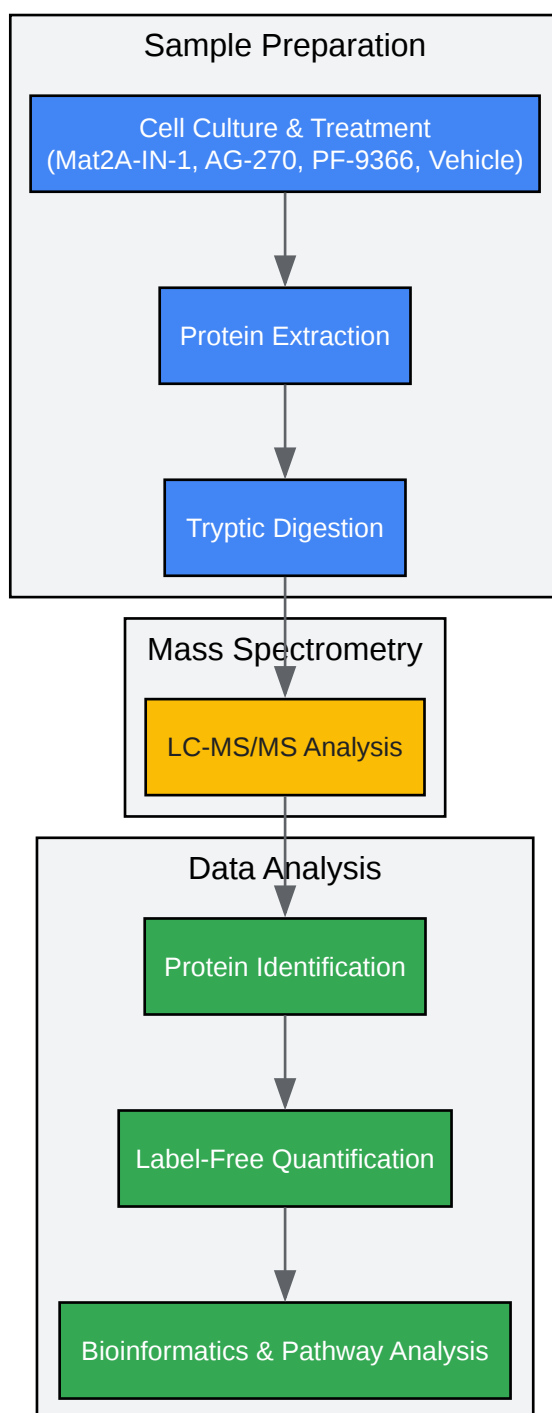 Sample Preparation
Cell Culture & Treatment
(Mat2A-IN-1, AG-270, PF-9366, Vehicle)
Protein Extraction
Tryptic Digestion
Mass Spectrometry
LC-MS/MS Analysis
Data Analysis
Protein Identification
Label-Free Quantification
Bioinformatics & Pathway Analysis